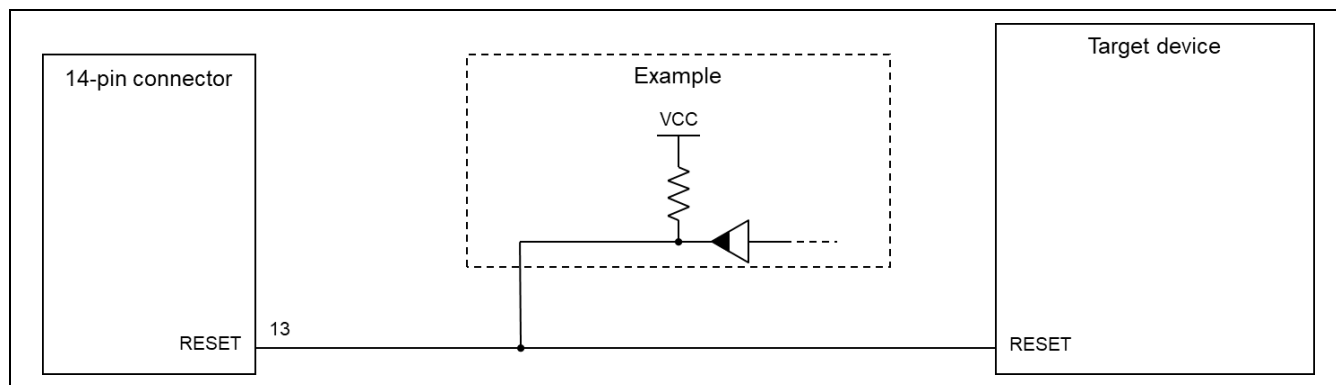 14-pin connector
Example
Target device
VCC
RESET
13
RESET